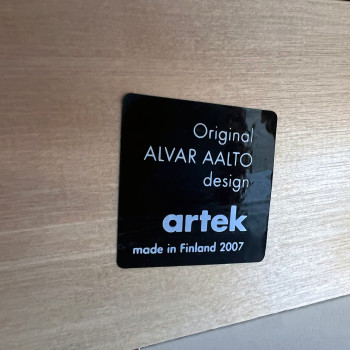 Original
ALVAR AALTO
design
artek
made in Finland 2007